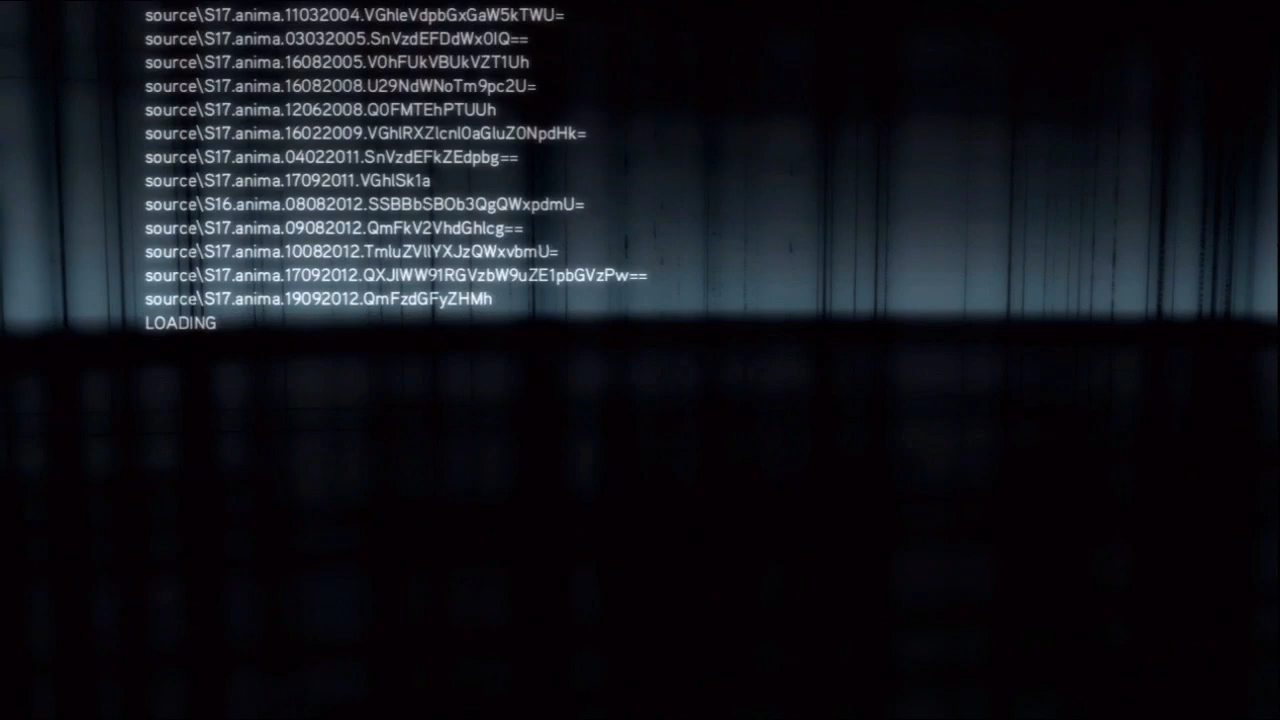 source\S17.anima.11032004.VGhleVdpbGxGaW5kTWU=
source\S17.anima.03032005.SnVzdEFDdWx0IQ==
source\S17.anima.16082005.V0hFUkVBUkVZT1Uh
source\S17.anima.16082008.U29NdWNoTm9pc2U=
source\S17.anima.12062008.Q0FMTEhPTUUh
source\S17.anima.16022009.VGhlRXZlcnl0aGluZ0NpdHk=
source\S17.anima.04022011.SnVzdEFkZEdpbg==
source\S17.anima.17092011.VGhlSk1a
source\S16.anima.08082012.SSBBbSBOb3QgQWxpdmU=
source\S17.anima.09082012.QmFkV2VhdGhlcg==
source\S17.anima.10082012.TmluZVllYXJzQWxvbmU=
source\S17.anima.17092012.QXJlWW91RGVzbW9uZE1pbGVzPw==
source\S17.anima.19092012.QmFzdGFyZHMh
LOADING